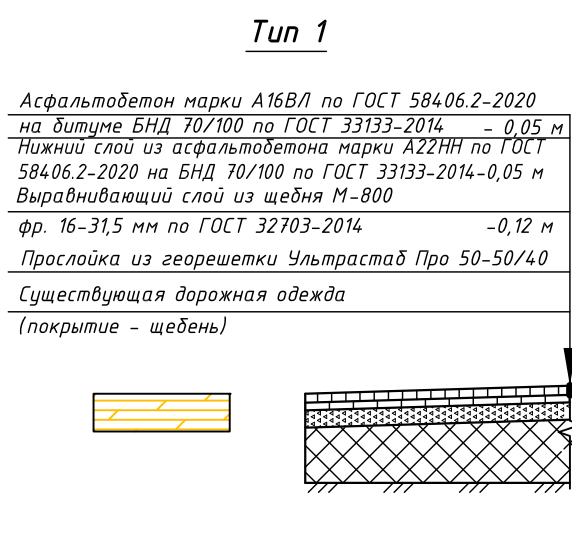 Тип 1
Асфальтобетон марки А16ВЛ по ГОСТ 58406.2-2020
на битуме БНД 70/100 по ГОСТ 33133-2014 - 0,05 м
Нижний слой из асфальтобетона марки А22НН по ГОСТ
58406.2-2020 на БНД 70/100 по ГОСТ 33133-2014-0,05 м
Выравнивающий слой из щебня М-800
фр. 16-31,5 мм по ГОСТ 32703-2014 -0,12 м
Прослойка из георешетки Ультрастаб Про 50-50/40
Существующая дорожная одежда
(покрытие - щебень)